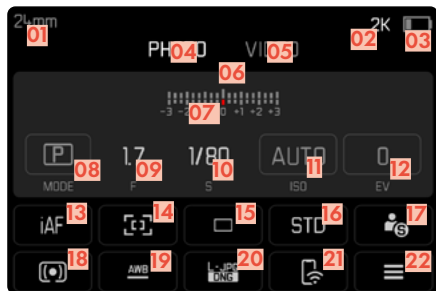 24mm 01
2K 02 03
PHOTO 04 VIDEO 05
06
07
-3 -2 0 +1 +2 +3
P 08 1.7 09 1/80 10 AUTO 11 0 12
MODE F S ISO EV
iAF 13 14 15 STD 16 S 17
18 AWB 19 L-JPG DNG 20 21 22